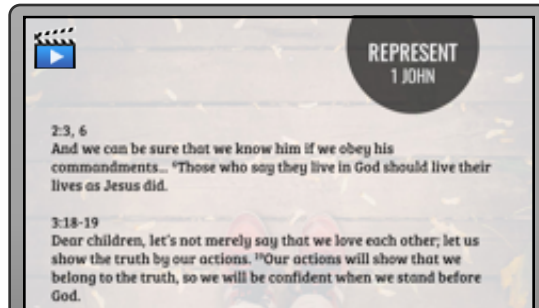 REPRESENT
1 JOHN
2:3, 6
And we can be sure that we know him if we obey his
commandments... ⁶Those who say they live in God should live their
lives as Jesus did.
3:18-19
Dear children, let's not merely say that we love each other; let us
show the truth by our actions. ¹⁹Our actions will show that we
belong to the truth, so we will be confident when we stand before
God.